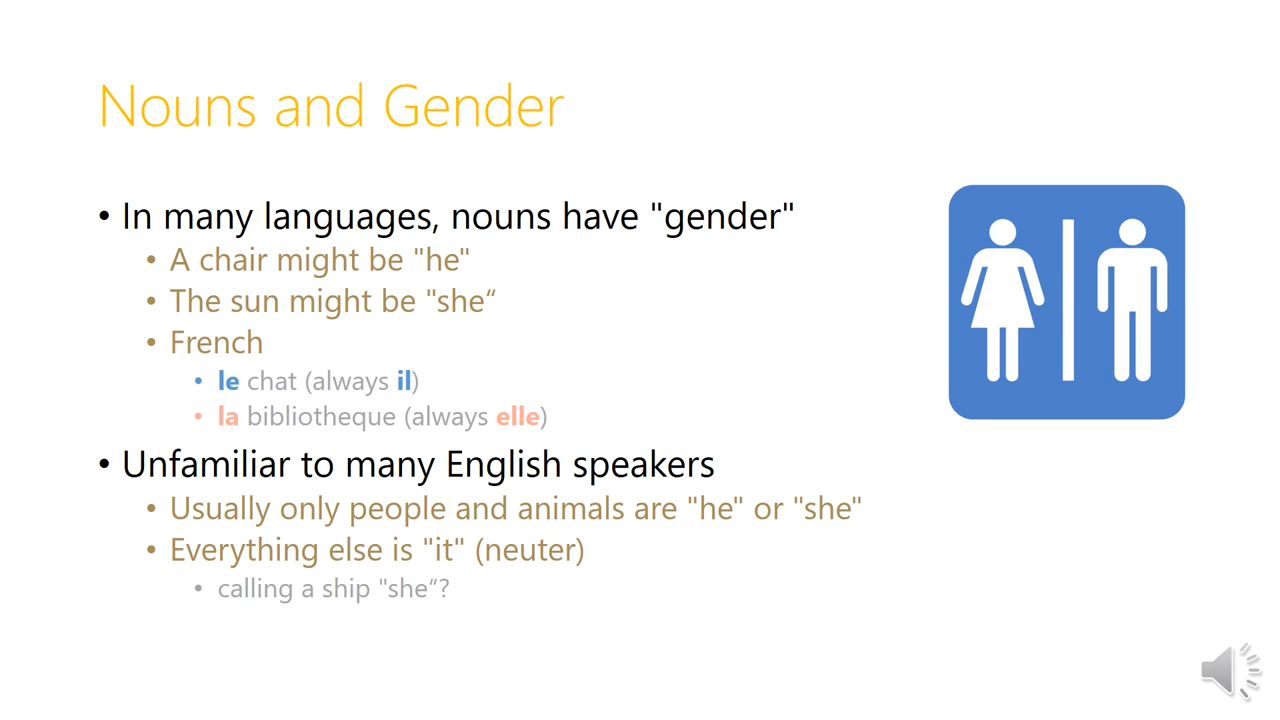 Nouns and Gender
• In many languages, nouns have "gender"
• A chair might be "he"
• The sun might be "she“
• French
• le chat (always il)
• la bibliotheque (always elle)
• Unfamiliar to many English speakers
• Usually only people and animals are "he" or "she"
• Everything else is "it" (neuter)
• calling a ship "she“?